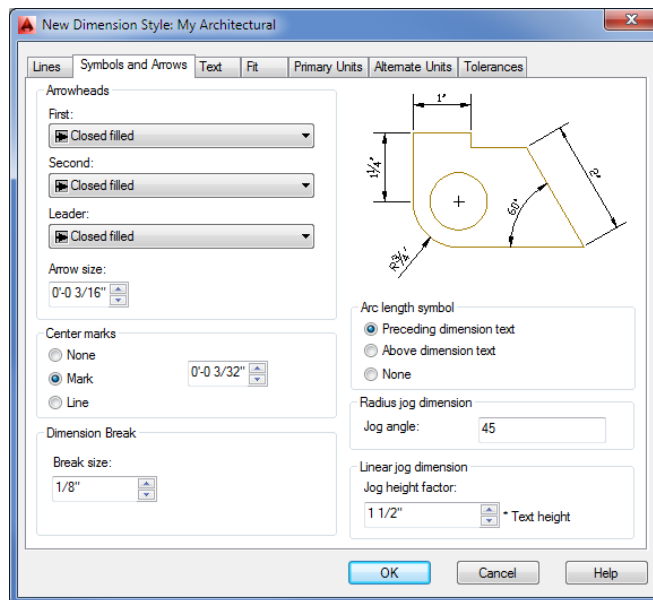 New Dimension Style: My Architectural
Lines Symbols and Arrows Text Fit Primary Units Alternate Units Tolerances
Arrowheads
First:
Closed filled
Second:
Closed filled
Leader:
Closed filled
Arrow size:
0'-0 3/16"
Center marks
None
Mark
Line
0'-0 3/32"
Dimension Break
Break size:
1/8"
1"
1¼"
2"
60°
R¾"
Arc length symbol
Preceding dimension text
Above dimension text
None
Radius jog dimension
Jog angle:
45
Linear jog dimension
Jog height factor:
1 1/2"
* Text height
OK Cancel Help